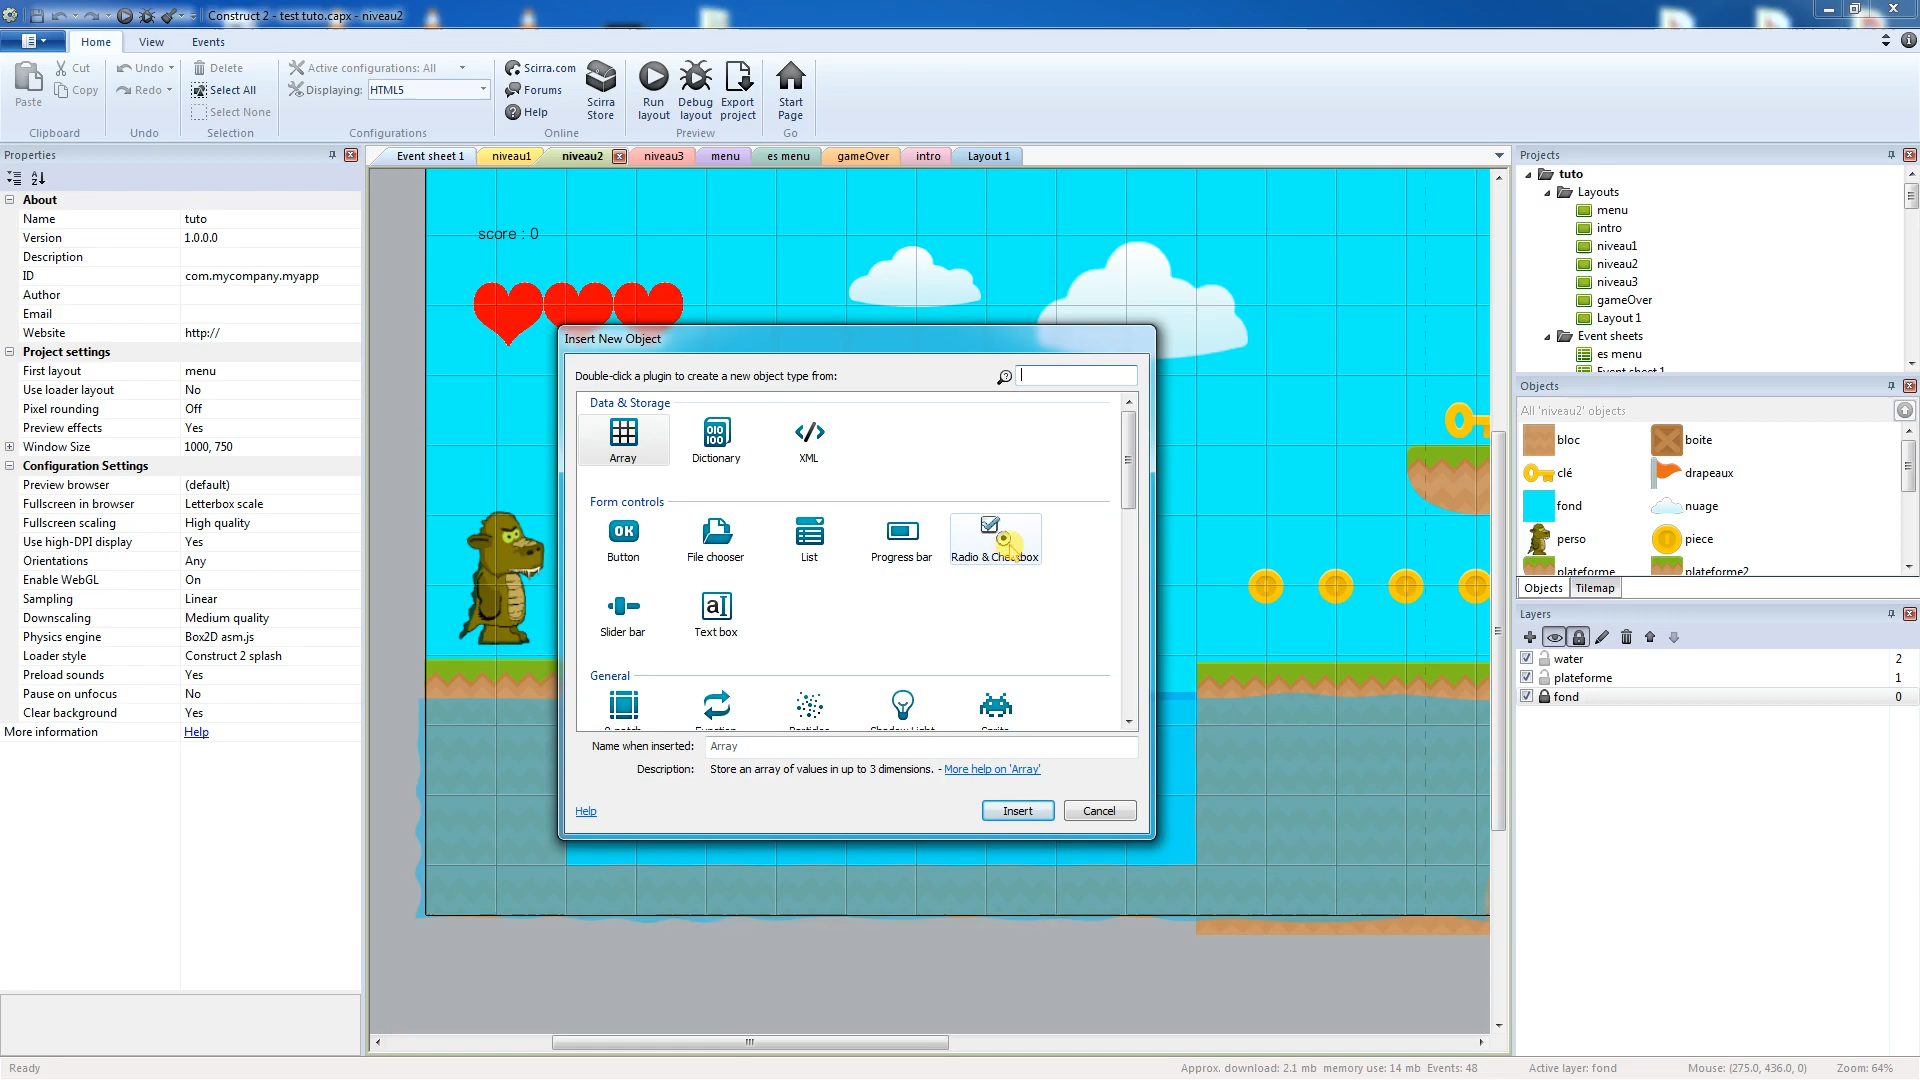 Construct 2 - test tuto.capx - niveau2
Home View Events
Paste
Cut
Copy
Clipboard
Undo
Redo
Undo
Delete
Select All
Select None
Selection
Active configurations: All
Displaying: HTML5
Configurations
Scirra.com
Forums
Help
Scirra Store
Online
Run layout
Debug layout
Export project
Preview
Start Page
Go
Properties
About
Name tuto
Version 1.0.0.0
Description
ID com.mycompany.myapp
Author
Email
Website http://
Project settings
First layout menu
Use loader layout No
Pixel rounding Off
Preview effects Yes
Window Size 1000, 750
Configuration Settings
Preview browser (default)
Fullscreen in browser Letterbox scale
Fullscreen scaling High quality
Use high-DPI display Yes
Orientations Any
Enable WebGL On
Sampling Linear
Downscaling Medium quality
Physics engine Box2D asm.js
Loader style Construct 2 splash
Preload sounds Yes
Pause on unfocus No
Clear background Yes
More information Help
Event sheet 1 niveau1 niveau2 niveau3 menu es menu gameOver intro Layout 1
score : 0
Insert New Object
Double-click a plugin to create a new object type from:
Data & Storage
Array Dictionary XML
Form controls
OK
Button File chooser List Progress bar Radio & Checkbox
aI
Slider bar Text box
General
Name when inserted: Array
Description: Store an array of values in up to 3 dimensions. - More help on 'Array'
Help Insert Cancel
Projects
tuto
Layouts
menu
intro
niveau1
niveau2
niveau3
gameOver
Layout 1
Event sheets
es menu
Event sheet 1
Objects
All 'niveau2' objects
bloc boite
clé drapeaux
fond nuage
perso piece
plateforme plateforme2
Objects Tilemap
Layers
water 2
plateforme 1
fond 0
Ready
Approx. download: 2.1 mb memory use: 14 mb Events: 48 Active layer: fond Mouse: (275.0, 436.0, 0) Zoom: 64%